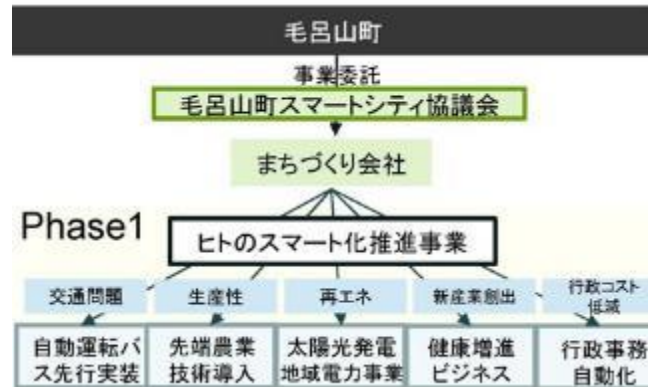 毛呂山町
事業委託
毛呂山町スマートシティ協議会
まちづくり会社
Phase1
ヒトのスマート化推進事業
交通問題
生産性
再エネ
新産業創出
行政コスト
低減
自動運転バ
ス先行実装
先端農業
技術導入
太陽光発電
地域電力事業
健康増進
ビジネス
行政事務
自動化